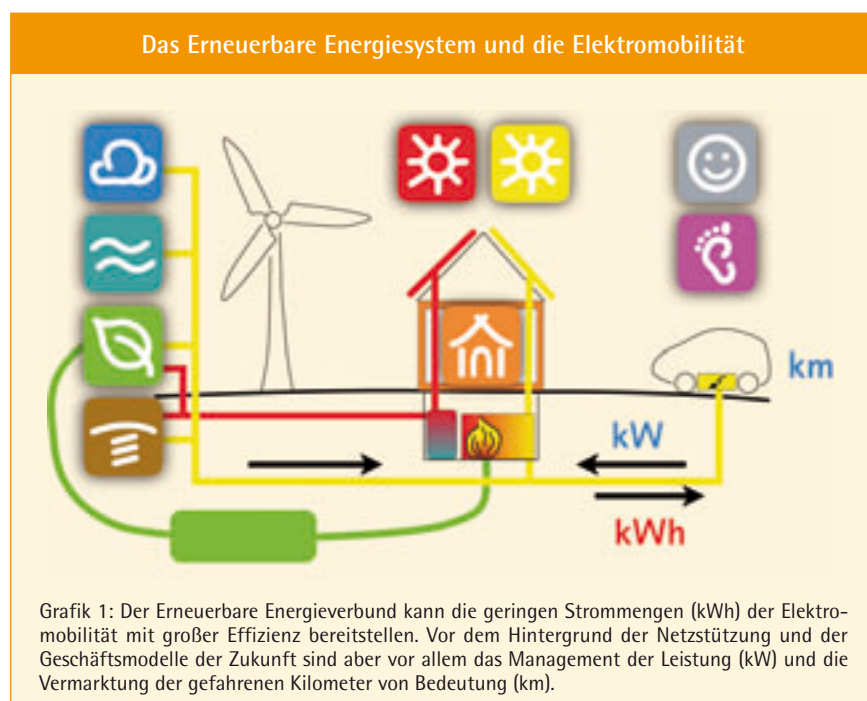 Das Erneuerbare Energiesystem und die Elektromobilität
km
kW
kWh
Grafik 1: Der Erneuerbare Energieverbund kann die geringen Strommengen (kWh) der Elektro-
mobilität mit großer Effizienz bereitstellen. Vor dem Hintergrund der Netzstützung und der
Geschäftsmodelle der Zukunft sind aber vor allem das Management der Leistung (kW) und die
Vermarktung der gefahrenen Kilometer von Bedeutung (km).